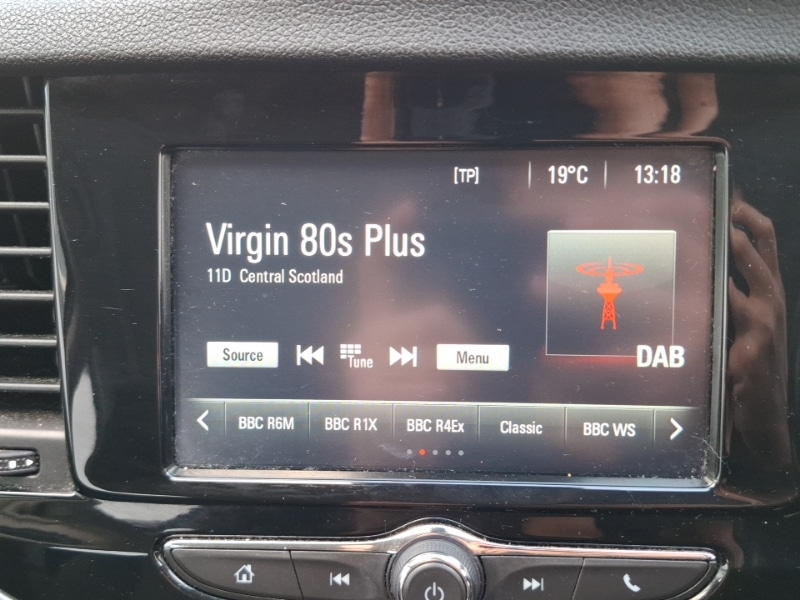 [TP] 19°C 13:18
Virgin 80s Plus
11D Central Scotland
Source Tune Menu
DAB
BBC R6M BBC R1X BBC R4Ex Classic BBC WS